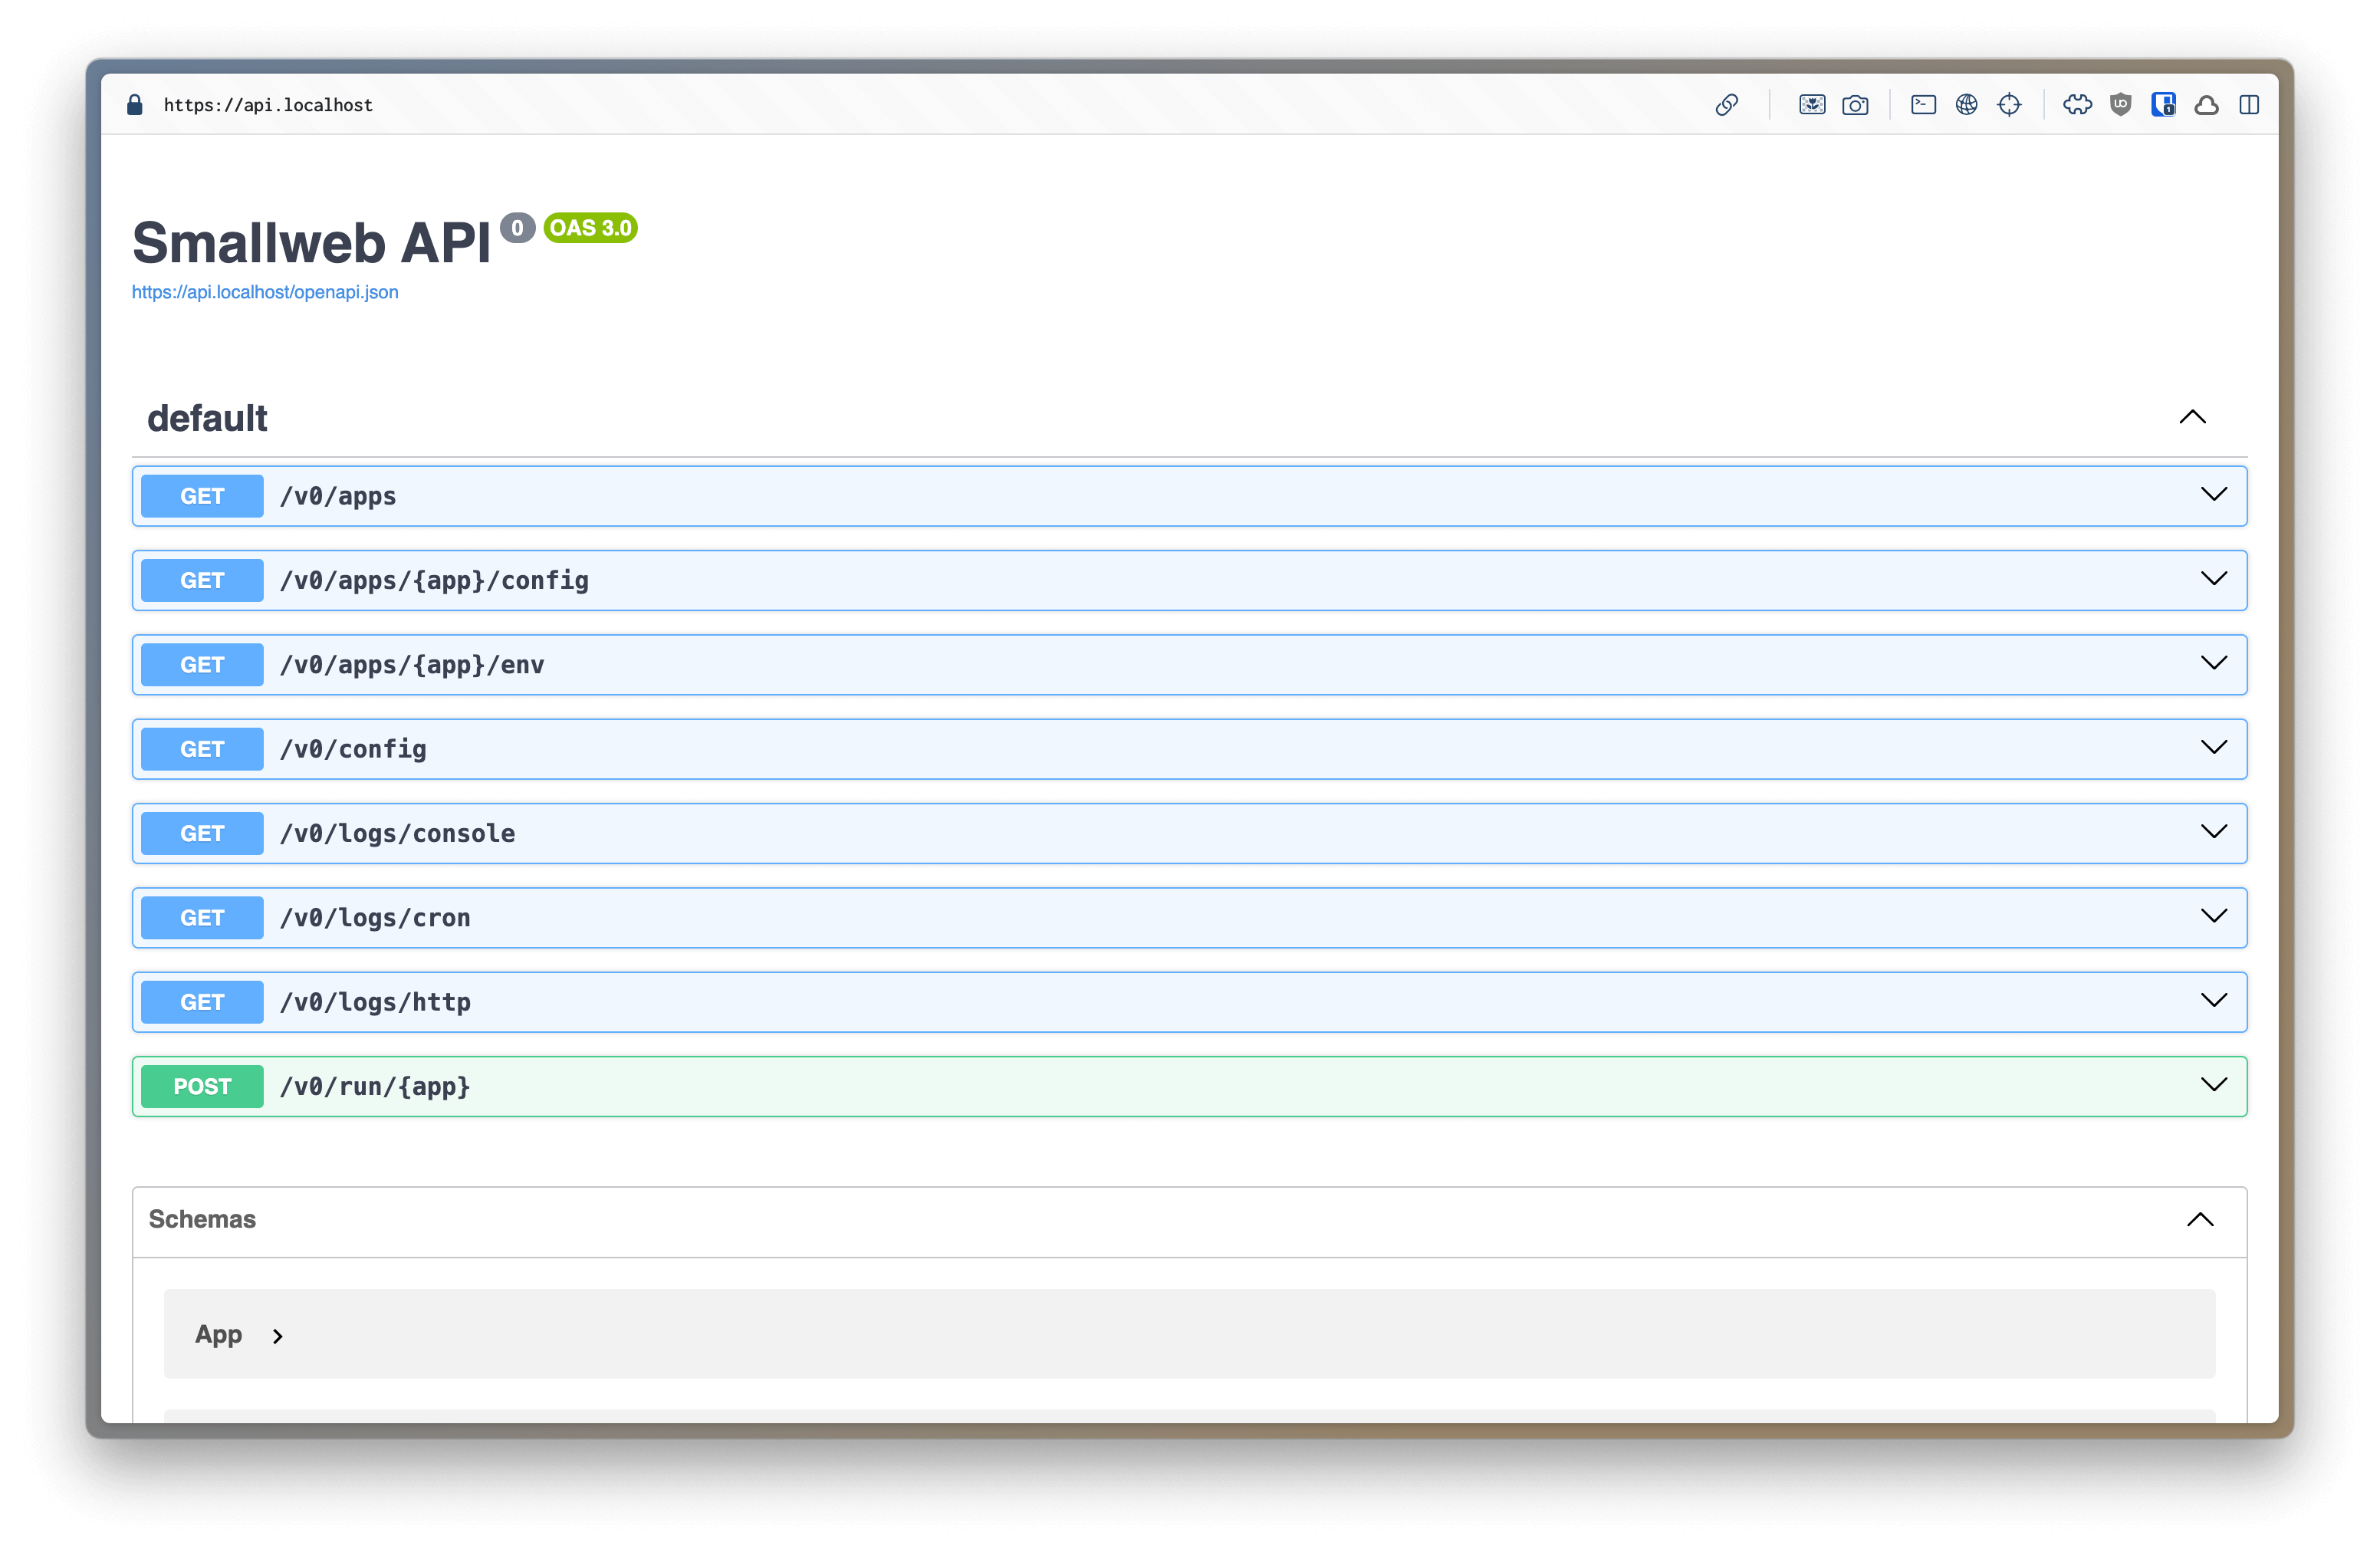 https://api.localhost
Smallweb API 0 OAS 3.0
https://api.localhost/openapi.json
default
GET /v0/apps
GET /v0/apps/{app}/config
GET /v0/apps/{app}/env
GET /v0/config
GET /v0/logs/console
GET /v0/logs/cron
GET /v0/logs/http
POST /v0/run/{app}
Schemas
App